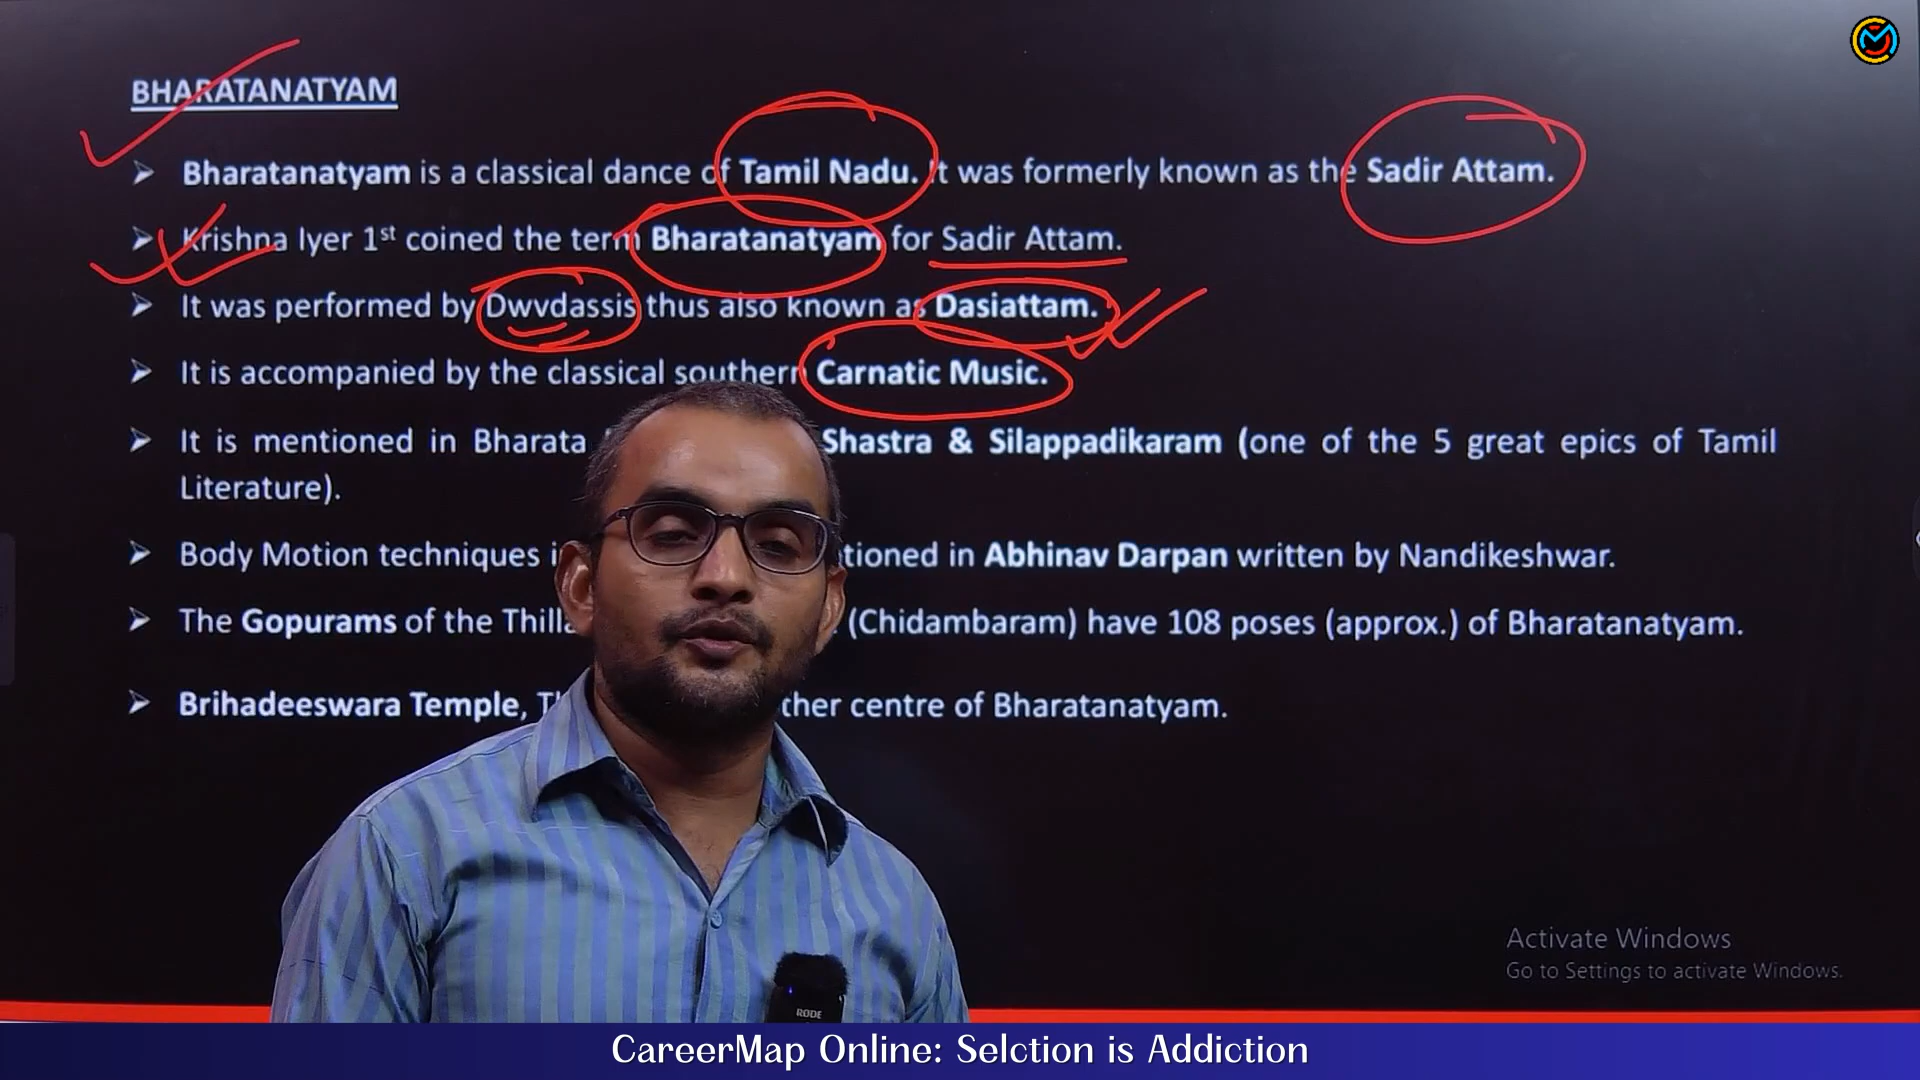 BHARATANATYAM
➤ Bharatanatyam is a classical dance of Tamil Nadu. It was formerly known as the Sadir Attam.
➤ Krishna Iyer 1st coined the term Bharatanatyam for Sadir Attam.
➤ It was performed by Dwvdassis thus also known as Dasiattam.
➤ It is accompanied by the classical southern Carnatic Music.
➤ It is mentioned in Bharata Shastra & Silappadikaram (one of the 5 great epics of Tamil
Literature).
➤ Body Motion techniques in Abhinav Darpan written by Nandikeshwar.
➤ The Gopurams of the (Chidambaram) have 108 poses (approx.) of Bharatanatyam.
➤ Brihadeeswara Temple, centre of Bharatanatyam.
Activate Windows
Go to Settings to activate Windows.
RODE
CareerMap Online: Selction is Addiction